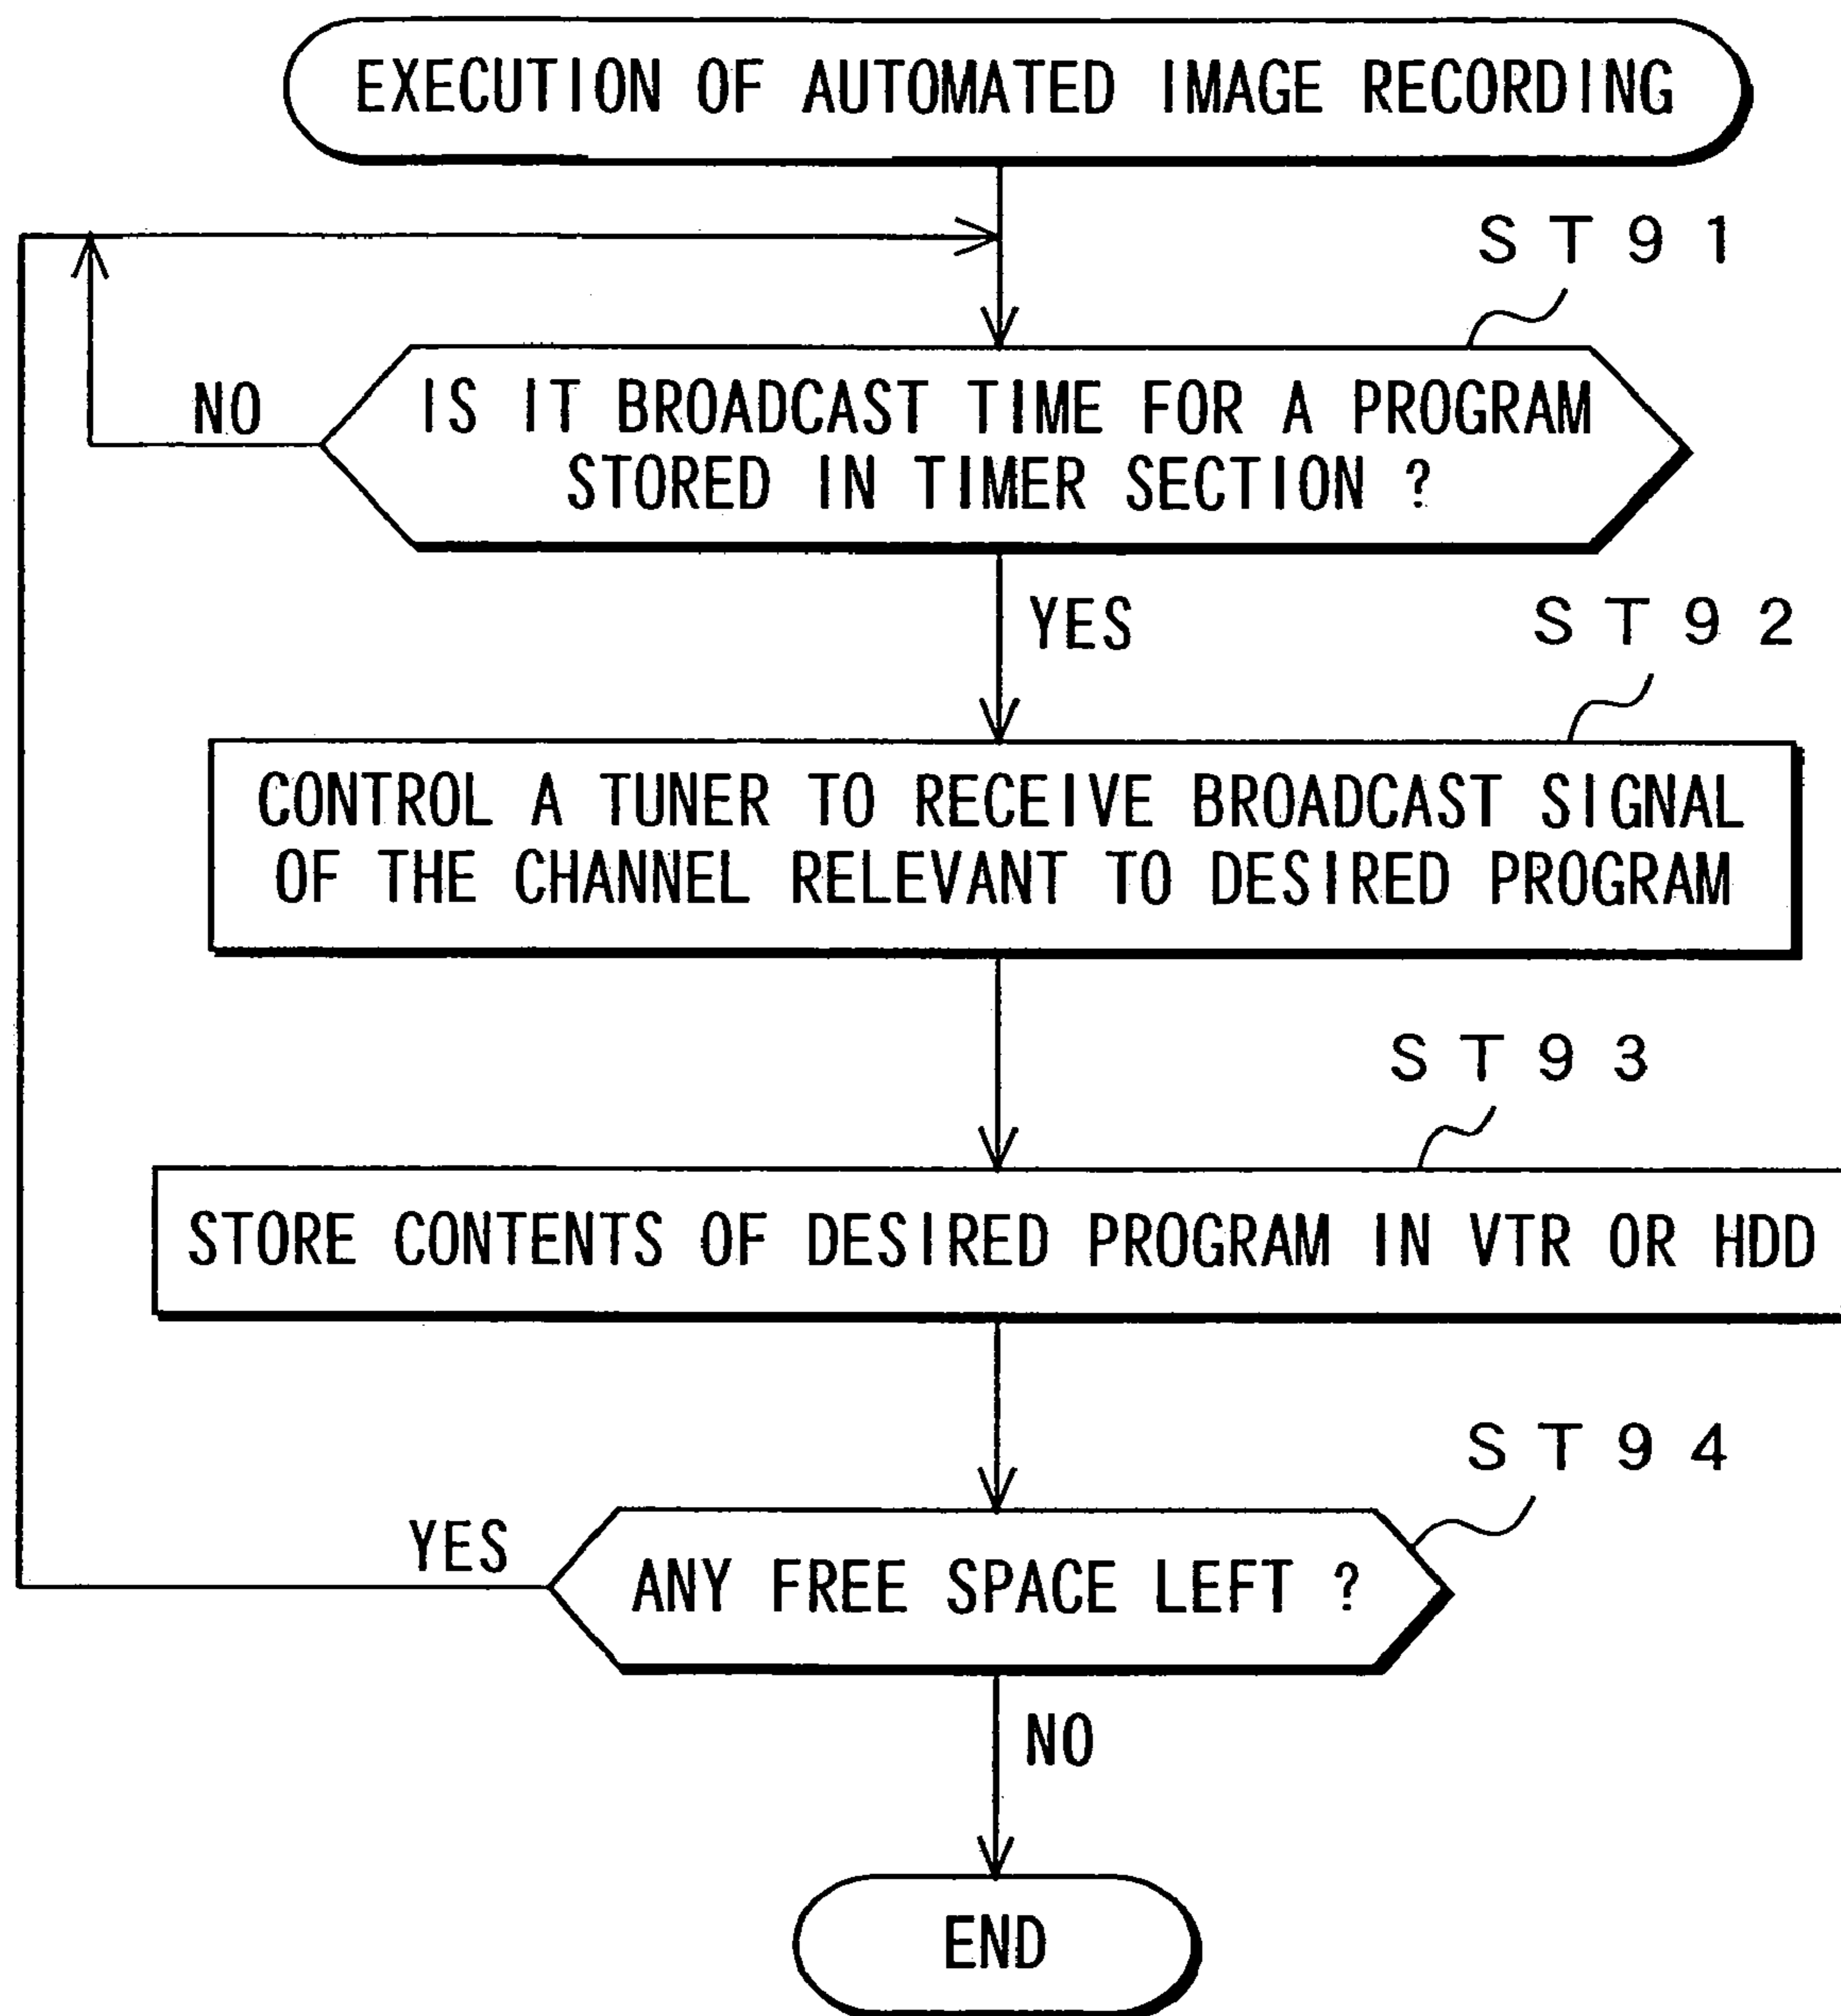 EXECUTION OF AUTOMATED IMAGE RECORDING
ST91
NO
IS IT BROADCAST TIME FOR A PROGRAM
STORED IN TIMER SECTION ?
YES
ST92
CONTROL A TUNER TO RECEIVE BROADCAST SIGNAL
OF THE CHANNEL RELEVANT TO DESIRED PROGRAM
ST93
STORE CONTENTS OF DESIRED PROGRAM IN VTR OR HDD
ST94
YES
ANY FREE SPACE LEFT ?
NO
END